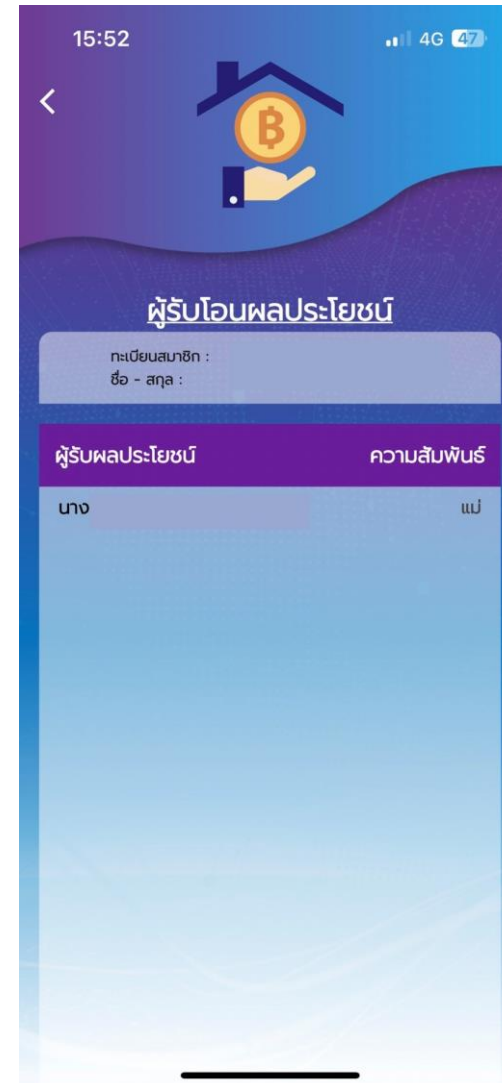 15:52 4G 47
ผู้รับโอนผลประโยชน์
ทะเบียนสมาชิก :
ชื่อ - สกุล :
ผู้รับผลประโยชน์ ความสัมพันธ์
นาง แม่